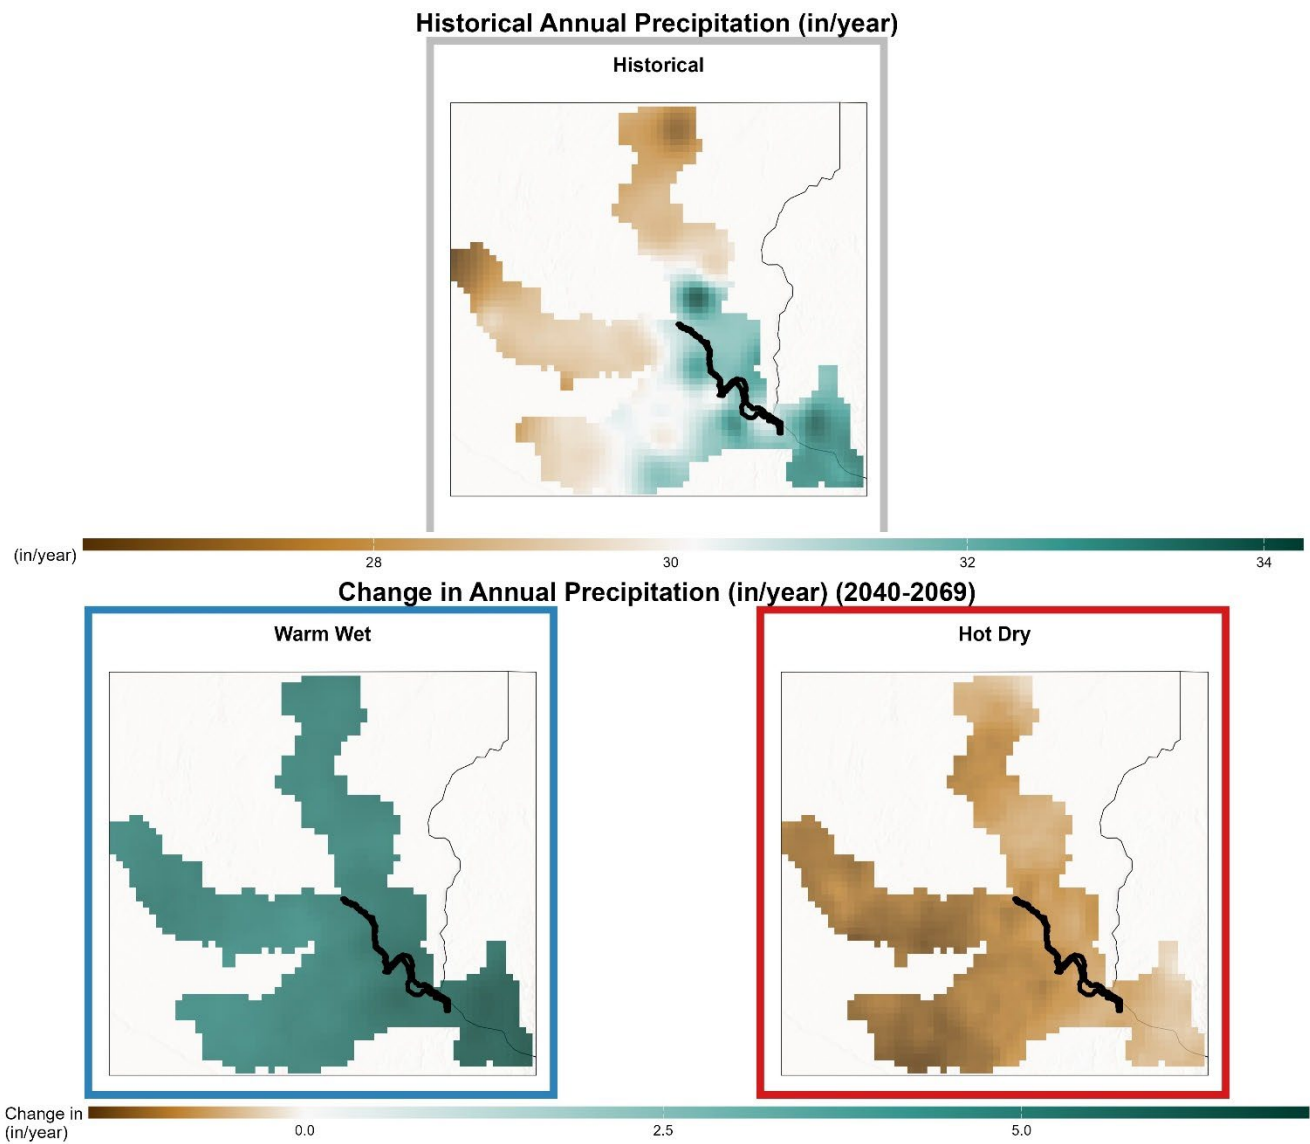 Historical Annual Precipitation (in/year)
Historical
(in/year)
28
30
32
34
Change in Annual Precipitation (in/year) (2040-2069)
Warm Wet
Hot Dry
Change in
(in/year)
0.0
2.5
5.0